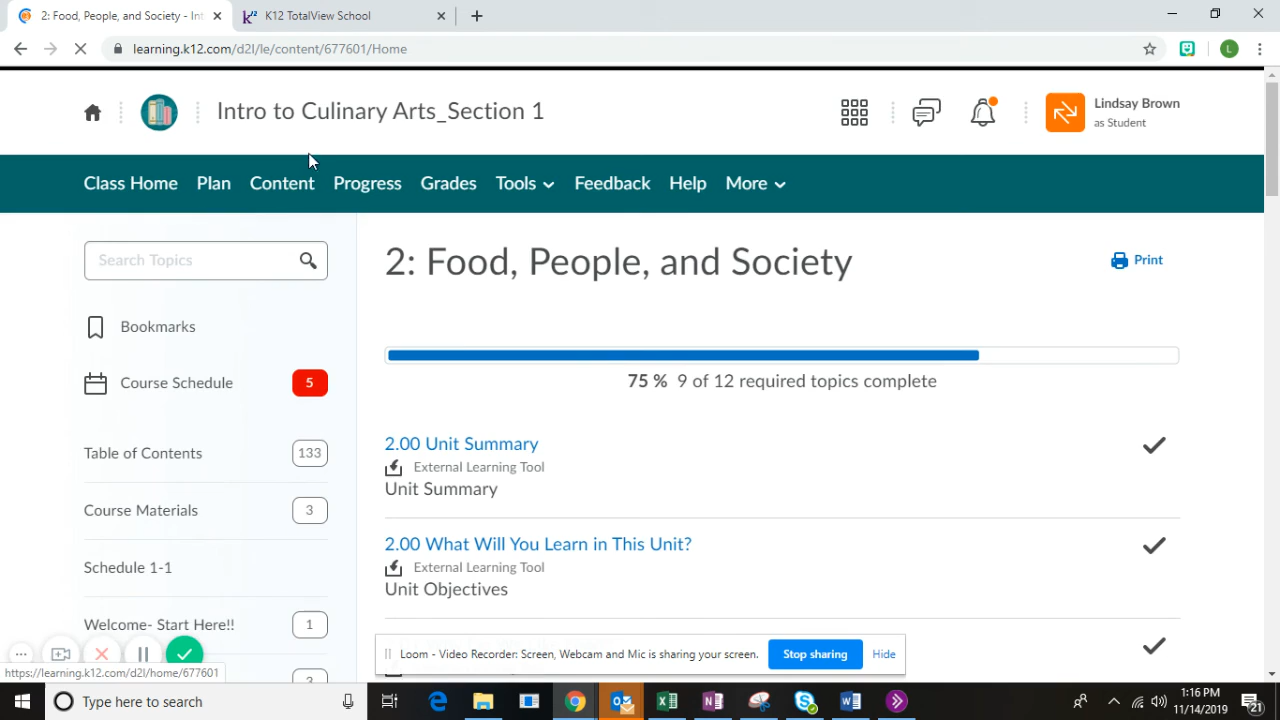 2: Food, People, and Society - Int
K12 TotalView School
learning.k12.com/d2l/le/content/677601/Home
L
Intro to Culinary Arts_Section 1
Lindsay Brown
as Student
Class Home Plan Content Progress Grades Tools Feedback Help More
Search Topics
Bookmarks
Course Schedule 5
Table of Contents 133
Course Materials 3
Schedule 1-1
Welcome- Start Here!! 1
3
2: Food, People, and Society
Print
75 % 9 of 12 required topics complete
2.00 Unit Summary
External Learning Tool
Unit Summary
2.00 What Will You Learn in This Unit?
External Learning Tool
Unit Objectives
Loom - Video Recorder: Screen, Webcam and Mic is sharing your screen. Stop sharing Hide
https://learning.k12.com/d2l/home/677601
Type here to search
1:16 PM
11/14/2019
21